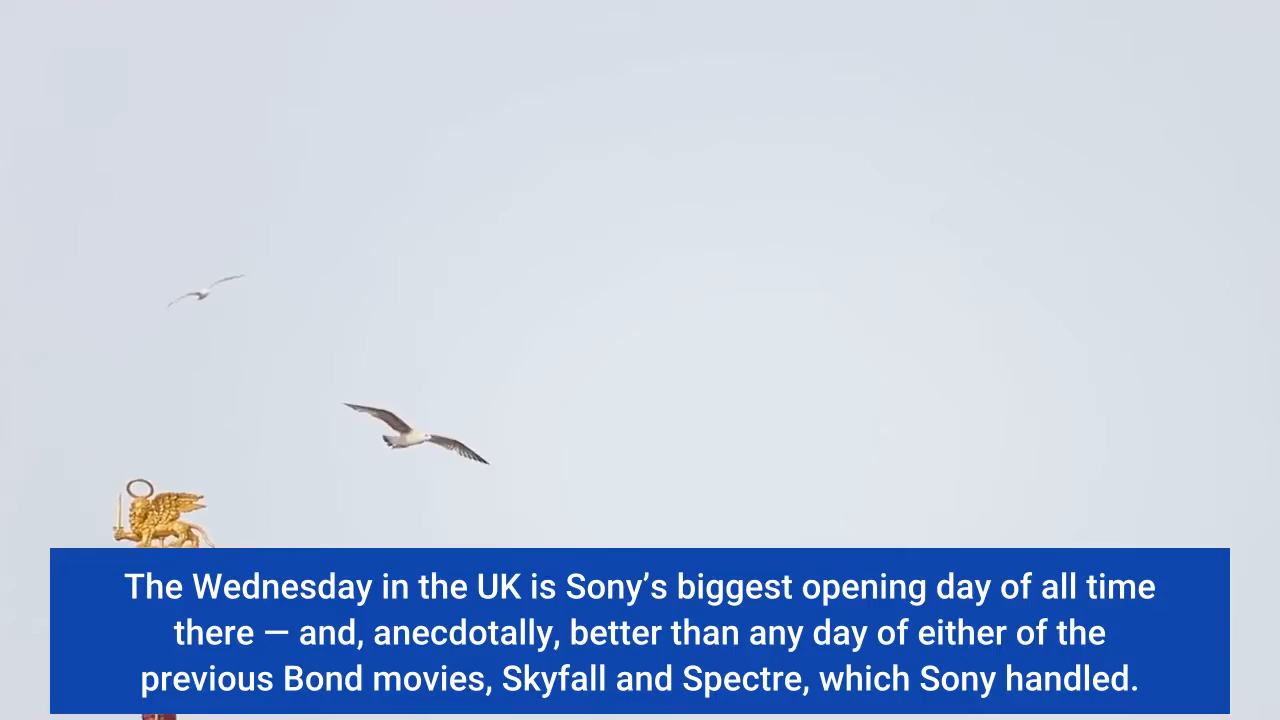 The Wednesday in the UK is Sony’s biggest opening day of all time
there — and, anecdotally, better than any day of either of the
previous Bond movies, Skyfall and Spectre, which Sony handled.